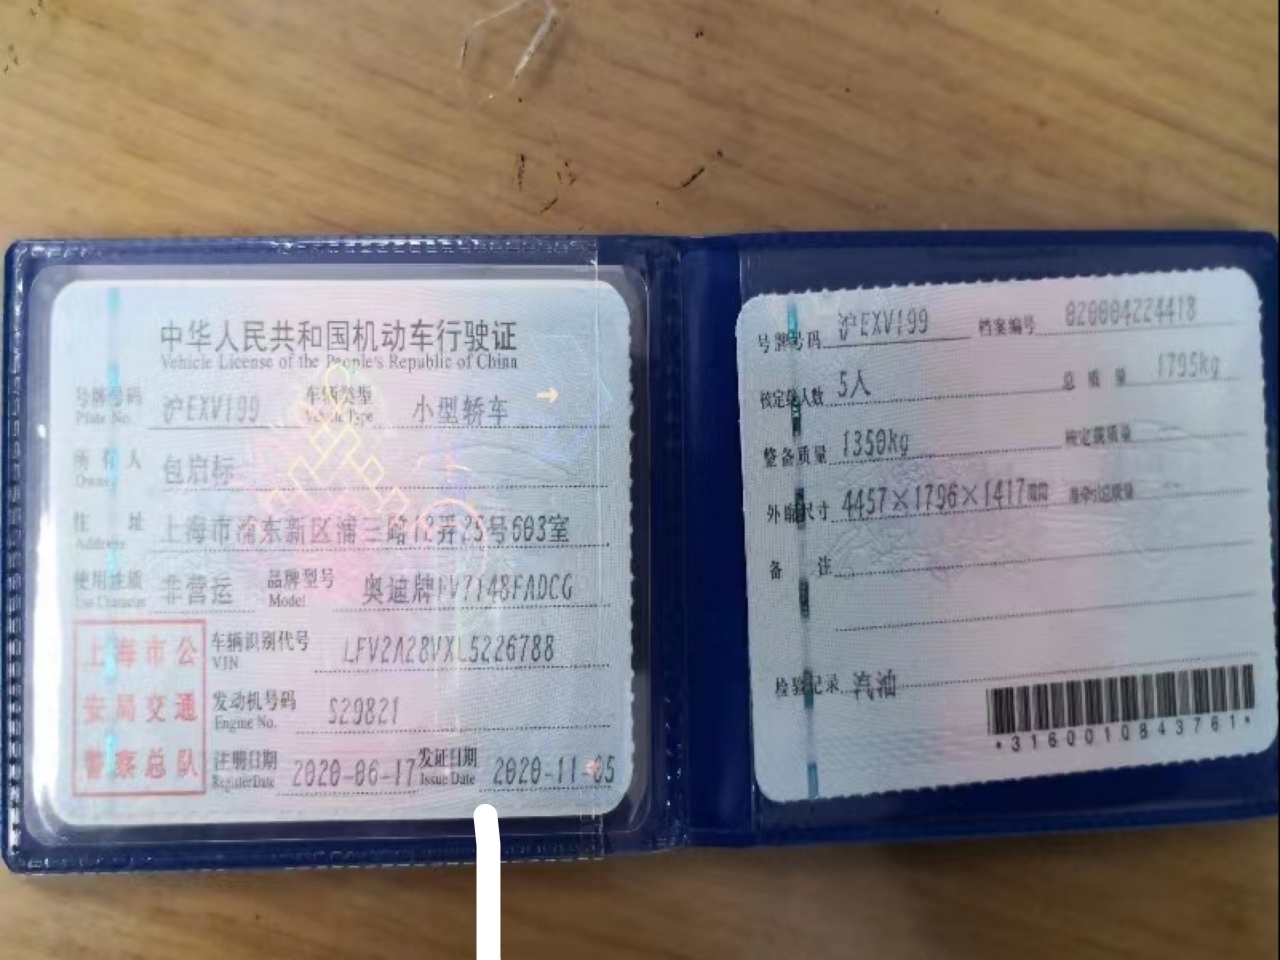 中华人民共和国机动车行驶证
Vehicle License of the People's Republic of China
号牌号码 沪EXV199 车辆类型 小型轿车
Plate No. Vehicle Type
所有人 包启标
Owner
住址 上海市浦东新区浦三路12弄25号603室
Address
使用性质 非营运 品牌型号 奥迪牌FV7148FADCG
Use Character Model
上海市公安局交通警察总队
车辆识别代号 LFV2A28VXL5226788
VIN
发动机号码 S29821
Engine No.
注册日期 2020-06-17 发证日期 2020-11-05
Register Date Issue Date
号牌号码 沪EXV199 档案编号 020004224418
核定载人数 5人 总质量 1795kg
整备质量 1350kg 核定载质量
外廓尺寸 4457×1796×1417mm 准牵引总质量
备注
检验记录 汽油
*3160010843761*